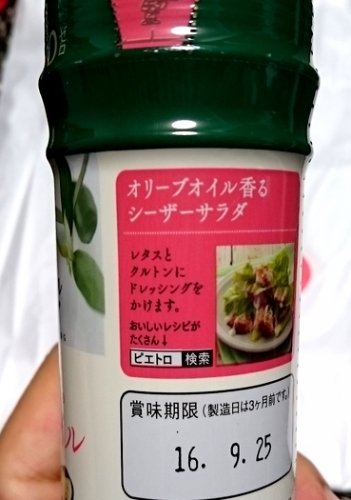 オリーブオイル香る
シーザーサラダ
レタスと
クルトンに
ドレッシングを
かけます。
おいしいレシピが
たくさん↓
ピエトロ 検索
賞味期限(製造日は3ヶ月前です。)
16. 9. 25
ル